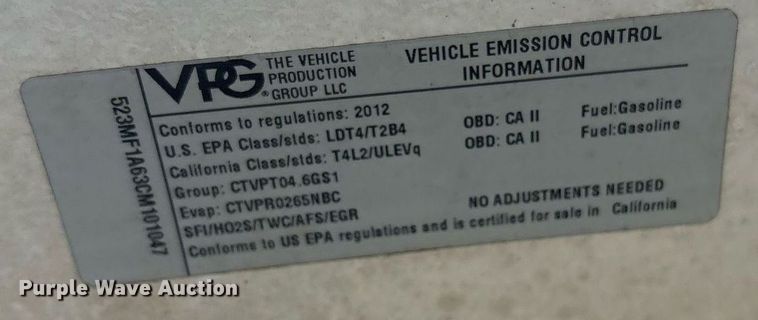 VPG®
THE VEHICLE
PRODUCTION
GROUP LLC
VEHICLE EMISSION CONTROL
INFORMATION
523MF1A63CM101047
Conforms to regulations: 2012
U.S. EPA Class/stds: LDT4/T2B4 OBD: CA II Fuel:Gasoline
California Class/stds: T4L2/ULEVq OBD: CA II Fuel:Gasoline
Group: CTVPT04.6GS1
Evap: CTVPR0265NBC
SFI/HO2S/TWC/AFS/EGR NO ADJUSTMENTS NEEDED
Conforms to US EPA regulations and is certified for sale in California
Purple Wave Auction